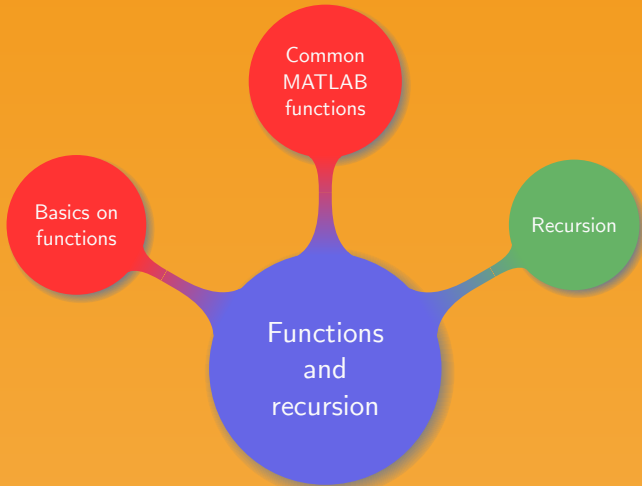 Common
MATLAB
functions
Basics on
functions
Recursion
Functions
and
recursion